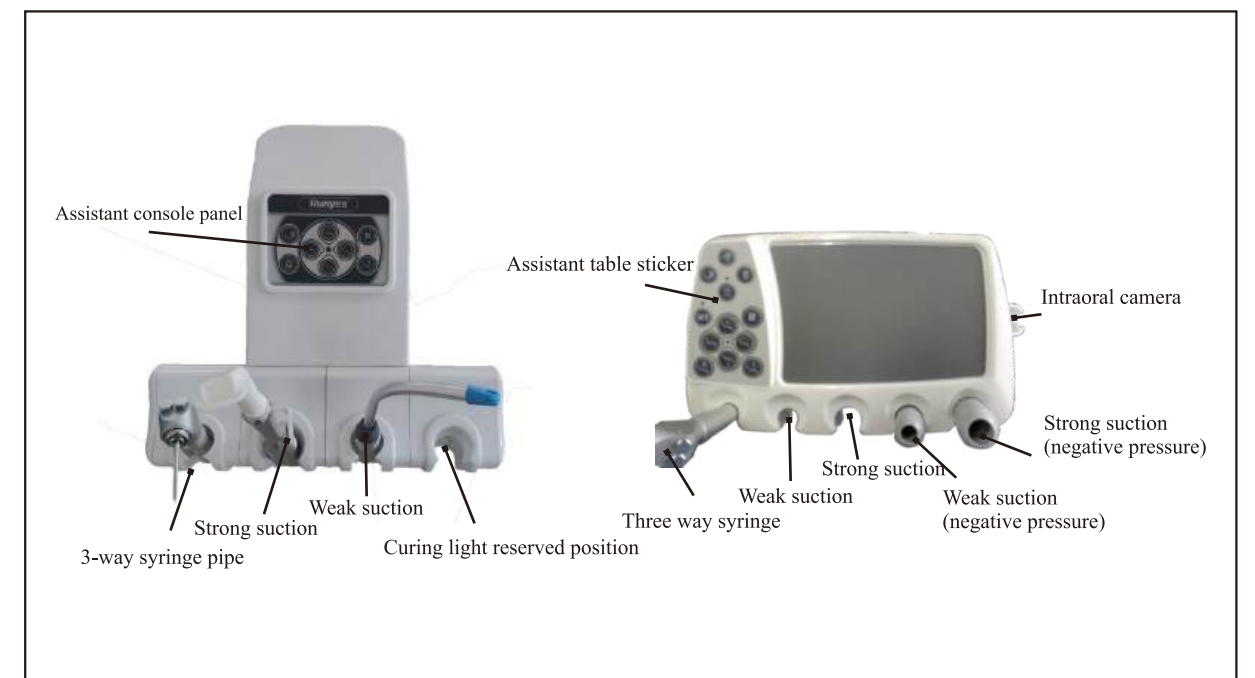 Runyes
Assistant console panel
Assistant table sticker
Intraoral camera
Strong suction
(negative pressure)
Strong suction
Weak suction
Weak suction
(negative pressure)
Weak suction
Three way syringe
Strong suction
Curing light reserved position
3-way syringe pipe